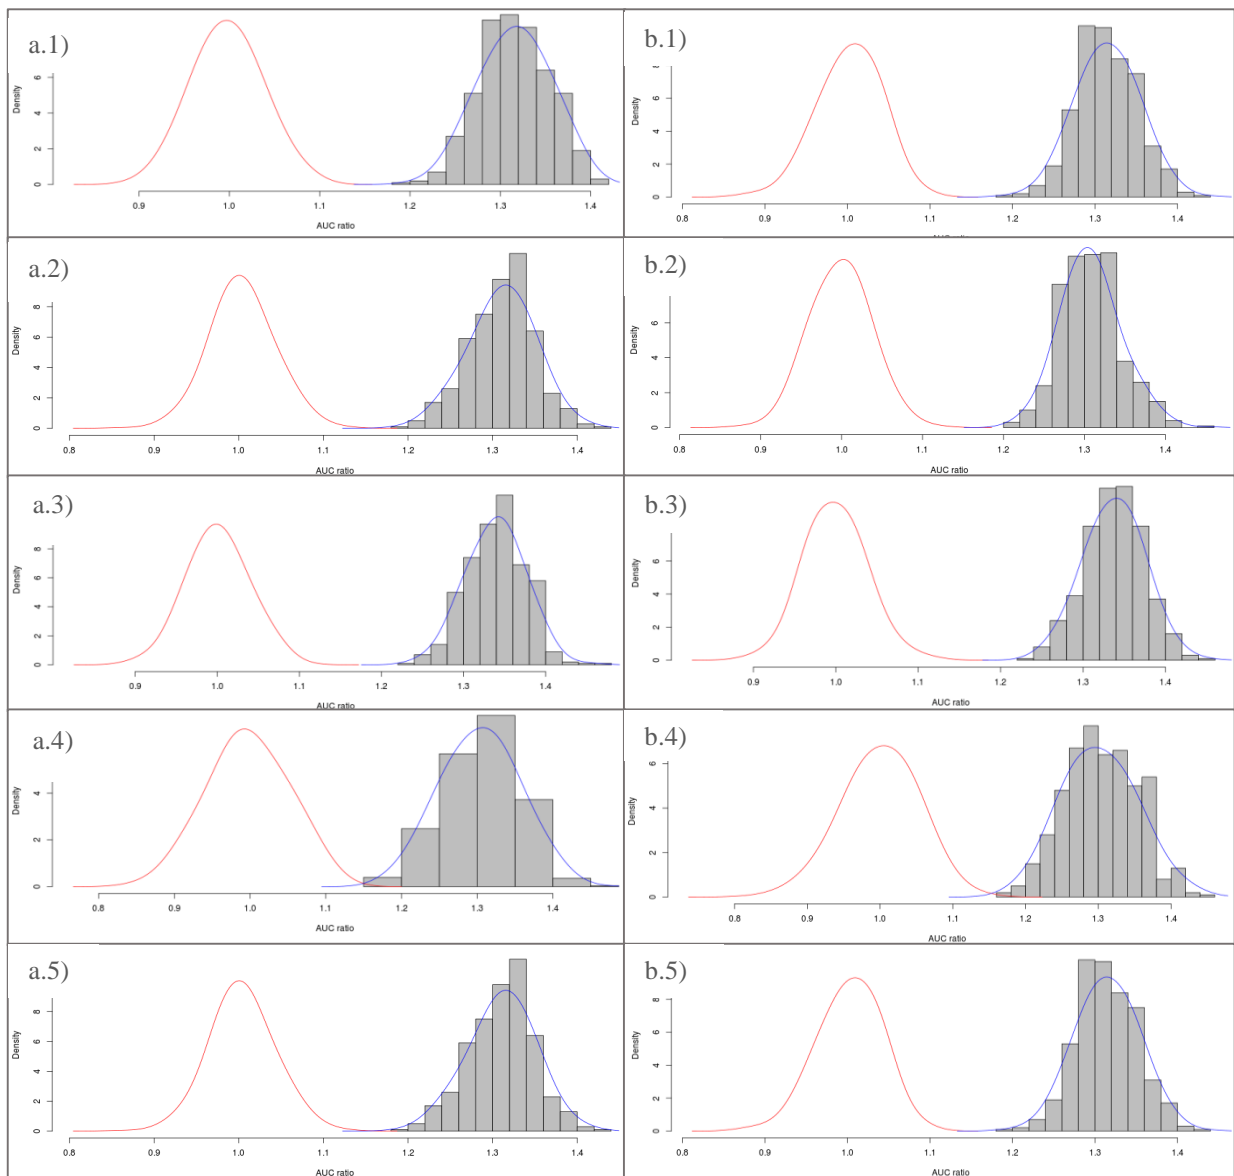 a.1)
Density
0 2 4 6
0.9 1.0 1.1 1.2 1.3 1.4
AUC ratio
b.1)
Density
0 2 4 6 8
0.8 0.9 1.0 1.1 1.2 1.3 1.4
AUC ratio
a.2)
Density
0 2 4 6 8
0.8 0.9 1.0 1.1 1.2 1.3 1.4
AUC ratio
b.2)
Density
0 2 4 6
0.8 0.9 1.0 1.1 1.2 1.3 1.4
AUC ratio
a.3)
Density
0 2 4 6 8
0.9 1.0 1.1 1.2 1.3 1.4
AUC ratio
b.3)
Density
0 2 4 6
0.9 1.0 1.1 1.2 1.3 1.4
AUC ratio
a.4)
Density
0 2 4
0.8 0.9 1.0 1.1 1.2 1.3 1.4
AUC ratio
b.4)
Density
0 2 4 6
0.8 0.9 1.0 1.1 1.2 1.3 1.4
AUC ratio
a.5)
Density
0 2 4 6 8
0.8 0.9 1.0 1.1 1.2 1.3 1.4
AUC ratio
b.5)
Density
0 2 4 6 8
0.8 0.9 1.0 1.1 1.2 1.3 1.4
AUC ratio